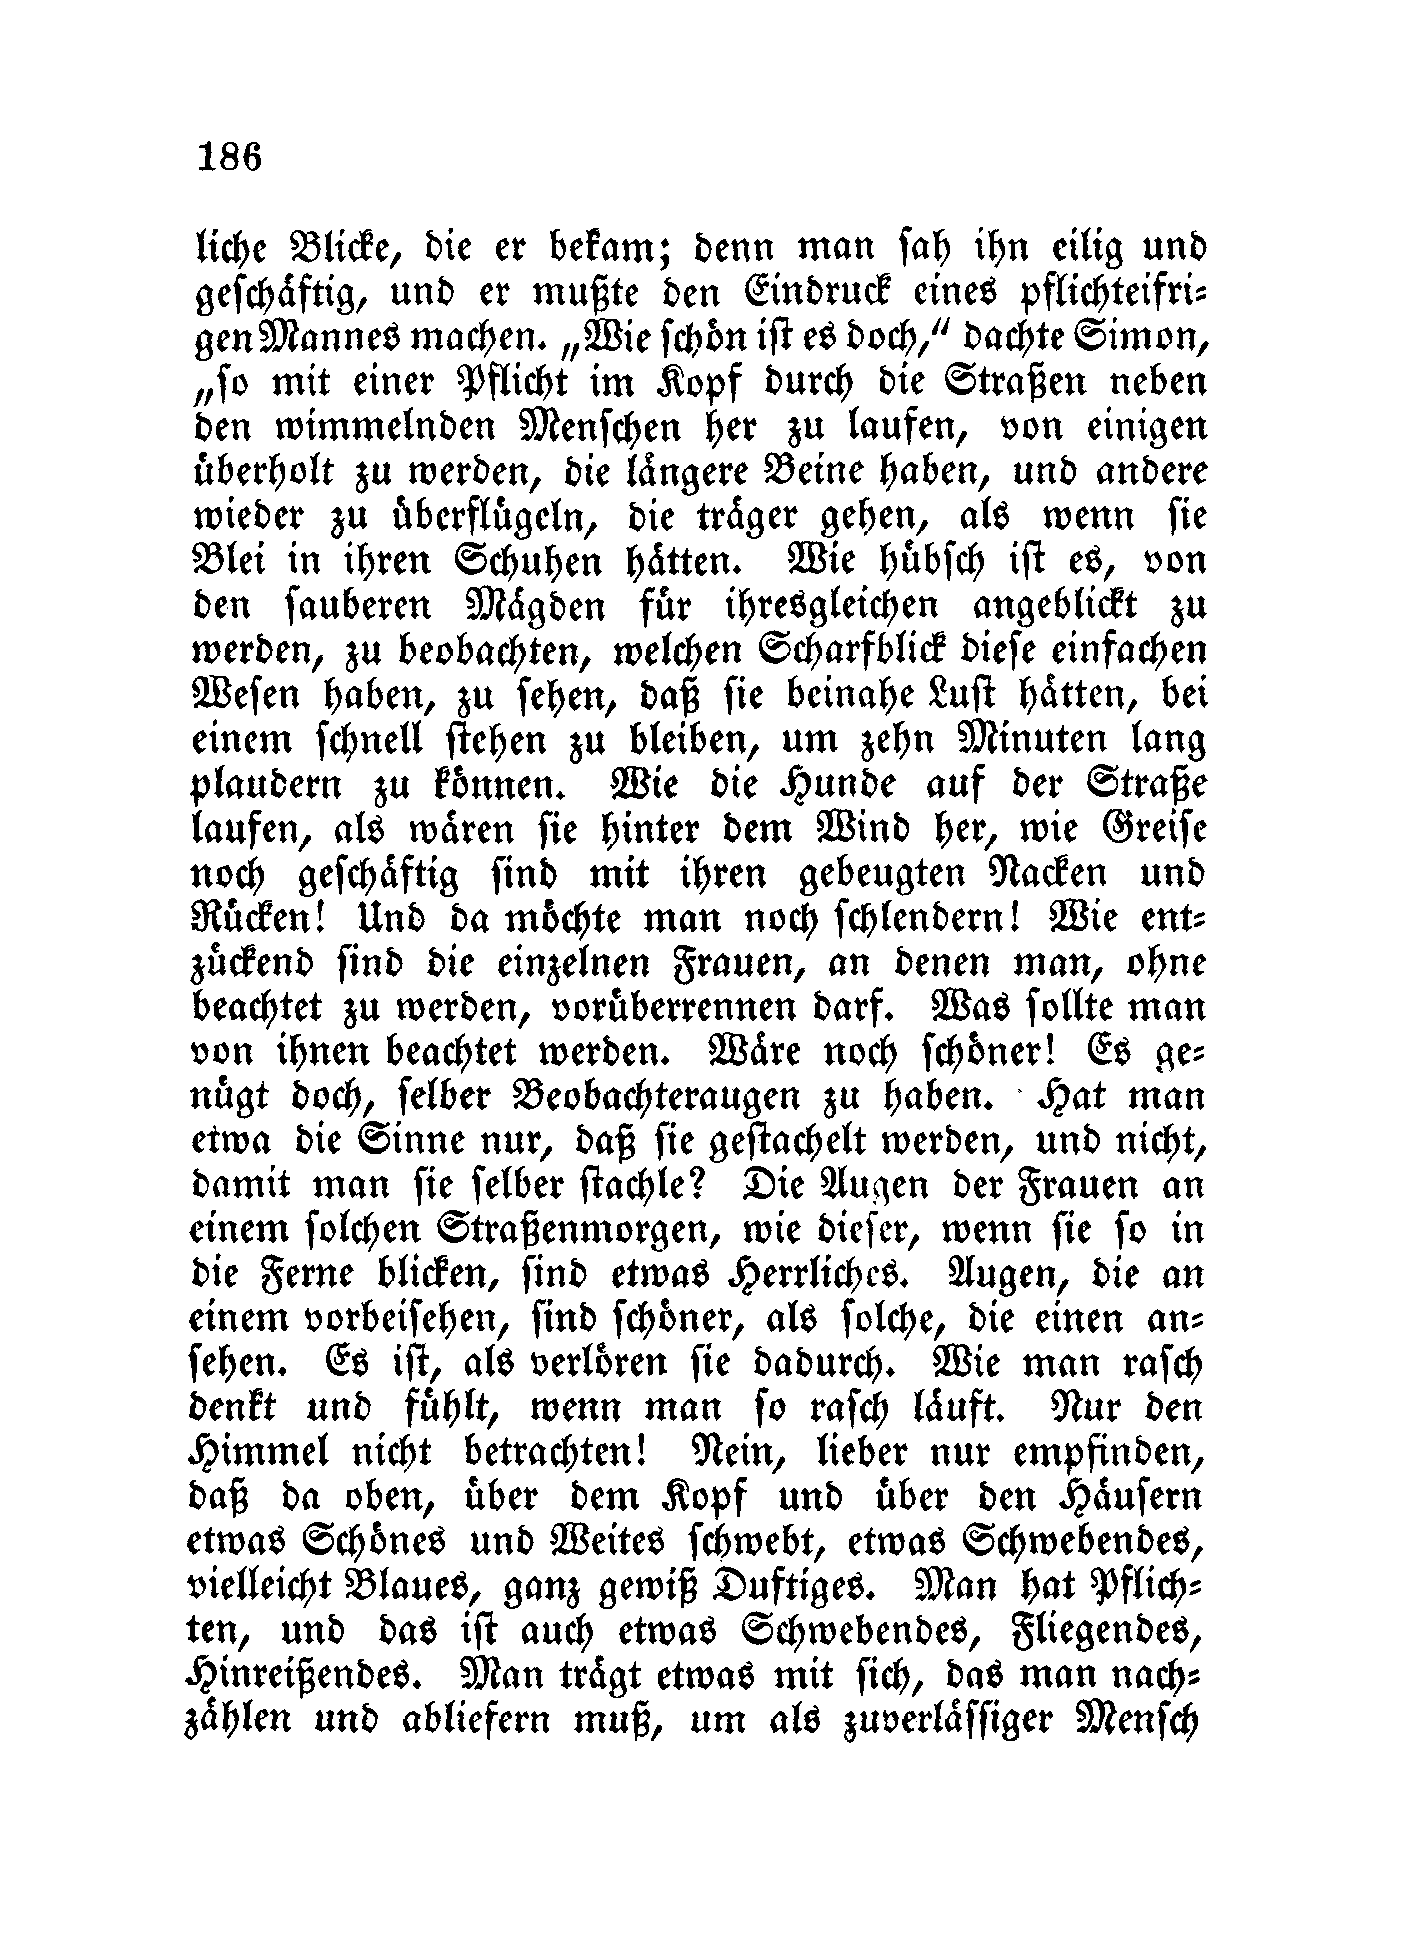 186
liche Blicke, die er bekam; denn man ſah ihn eilig und
geſchäftig, und er mußte den Eindruck eines pflichteifri⸗
gen Mannes machen. „Wie ſchön iſt es doch,“ dachte Simon,
„ſo mit einer Pflicht im Kopf durch die Straßen neben
den wimmelnden Menſchen her zu laufen, von einigen
überholt zu werden, die längere Beine haben, und andere
wieder zu überflügeln, die träger gehen, als wenn ſie
Blei in ihren Schuhen hätten. Wie hübſch iſt es, von
den ſauberen Mägden für ihresgleichen angeblickt zu
werden, zu beobachten, welchen Scharfblick dieſe einfachen
Weſen haben, zu ſehen, daß ſie beinahe Luſt hätten, bei
einem ſchnell ſtehen zu bleiben, um zehn Minuten lang
plaudern zu können. Wie die Hunde auf der Straße
laufen, als wären ſie hinter dem Wind her, wie Greiſe
noch geſchäftig ſind mit ihren gebeugten Nacken und
Rücken! Und da möchte man noch ſchlendern! Wie ent⸗
zückend ſind die einzelnen Frauen, an denen man, ohne
beachtet zu werden, vorüberrennen darf. Was ſollte man
von ihnen beachtet werden. Wäre noch ſchöner! Es ge⸗
nügt doch, ſelber Beobachteraugen zu haben. Hat man
etwa die Sinne nur, daß ſie geſtachelt werden, und nicht,
damit man ſie ſelber ſtachle? Die Augen der Frauen an
einem ſolchen Straßenmorgen, wie dieſer, wenn ſie ſo in
die Ferne blicken, ſind etwas Herrliches. Augen, die an
einem vorbeiſehen, ſind ſchöner, als ſolche, die einen an⸗
ſehen. Es iſt, als verlören ſie dadurch. Wie man raſch
denkt und fühlt, wenn man ſo raſch läuft. Nur den
Himmel nicht betrachten! Nein, lieber nur empfinden,
daß da oben, über dem Kopf und über den Häuſern
etwas Schönes und Weites ſchwebt, etwas Schwebendes,
vielleicht Blaues, ganz gewiß Duftiges. Man hat Pflich⸗
ten, und das iſt auch etwas Schwebendes, Fliegendes,
Hinreißendes. Man trägt etwas mit ſich, das man nach⸗
zählen und abliefern muß, um als zuverläſſiger Menſch